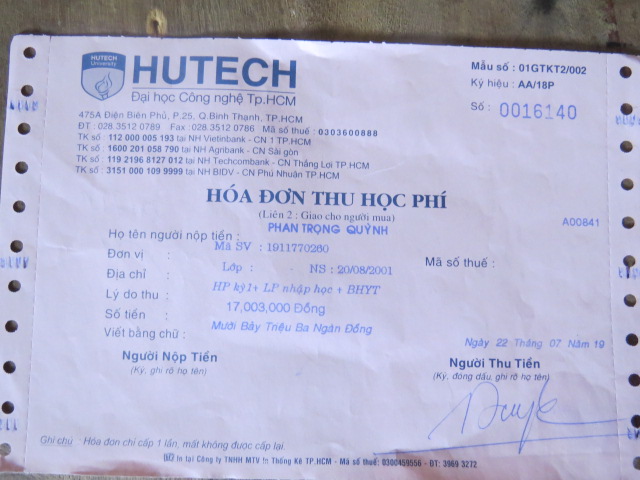 HUTECH University
HUTECH
Đại học Công nghệ Tp.HCM
Mẫu số : 01GTKT2/002
Ký hiệu : AA/18P
Số : 0016140
475A Điện Biên Phủ, P.25, Q.Bình Thạnh, TP.HCM
ĐT : 028.3512 0789 Fax : 028.3512 0786 Mã số thuế : 0303600888
TK số : 112 000 005 193 tại NH Vietinbank - CN 1 TP.HCM
TK số : 1600 201 058 790 tại NH Agribank - CN Sài gòn
TK số : 119 2196 8127 012 tại NH Techcombank - CN Thắng Lợi TP HCM
TK số : 3151 000 109 9999 tại NH BIDV - CN Phú Nhuận TP.HCM
HÓA ĐƠN THU HỌC PHÍ
(Liên 2 : Giao cho người mua)
A00841
Họ tên người nộp tiền : PHAN TRỌNG QUỲNH
Đơn vị : Mã SV : 1911770260
Mã số thuế :
Địa chỉ : Lớp : NS : 20/08/2001
Lý do thu : HP kỳ1+ LP nhập học + BHYT
Số tiền : 17,003,000 Đồng
Viết bằng chữ : Mười Bảy Triệu Ba Ngàn Đồng
Ngày 22 Tháng 07 Năm 19
Người Nộp Tiền
(Ký, ghi rõ họ tên)
Người Thu Tiền
(Ký, đóng dấu, ghi rõ họ tên)
Ghi chú : Hóa đơn chỉ cấp 1 lần, mất không được cấp lại.
In tại Công ty TNHH MTV In Thống Kê TP.HCM - Mã số thuế: 0300459556 - ĐT: 3969 3272